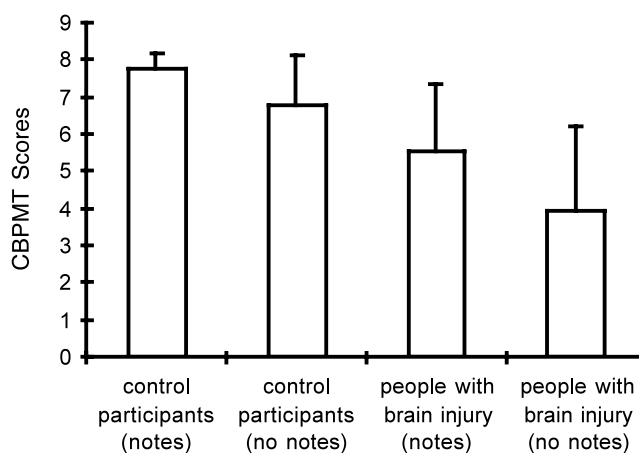 CBPMT Scores
9
8
7
6
5
4
3
2
1
0
control
participants
(notes)
control
participants
(no notes)
people with
brain injury
(notes)
people with
brain injury
(no notes)